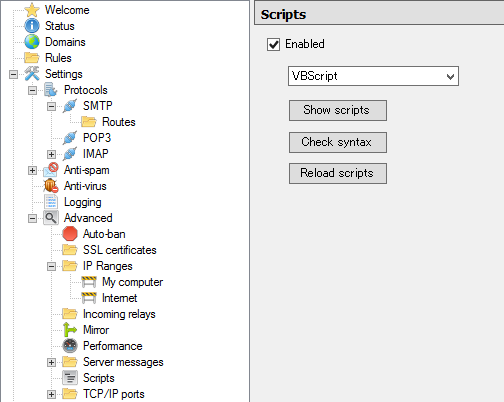 Welcome
Status
Domains
Rules
Settings
Protocols
SMTP
Routes
POP3
IMAP
Anti-spam
Anti-virus
Logging
Advanced
Auto-ban
SSL certificates
IP Ranges
My computer
Internet
Incoming relays
Mirror
Performance
Server messages
Scripts
TCP/IP ports
Scripts
Enabled
VBScript
Show scripts
Check syntax
Reload scripts